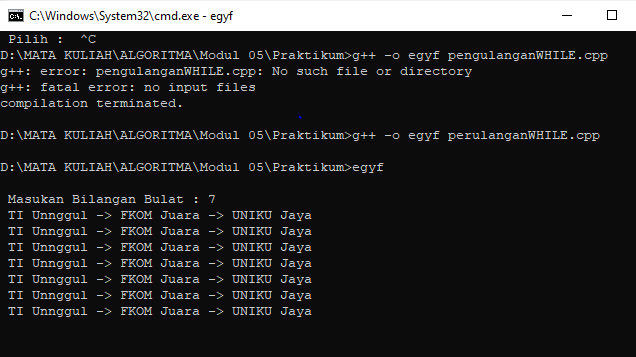 C:\Windows\System32\cmd.exe - egyf
Pilih :  ^C
D:\MATA KULIAH\ALGORITMA\Modul 05\Praktikum>g++ -o egyf pengulanganWHILE.cpp
g++: error: pengulanganWHILE.cpp: No such file or directory
g++: fatal error: no input files
compilation terminated.
D:\MATA KULIAH\ALGORITMA\Modul 05\Praktikum>g++ -o egyf perulanganWHILE.cpp
D:\MATA KULIAH\ALGORITMA\Modul 05\Praktikum>egyf
Masukan Bilangan Bulat : 7
TI Unnggul -> FKOM Juara -> UNIKU Jaya
TI Unnggul -> FKOM Juara -> UNIKU Jaya
TI Unnggul -> FKOM Juara -> UNIKU Jaya
TI Unnggul -> FKOM Juara -> UNIKU Jaya
TI Unnggul -> FKOM Juara -> UNIKU Jaya
TI Unnggul -> FKOM Juara -> UNIKU Jaya
TI Unnggul -> FKOM Juara -> UNIKU Jaya